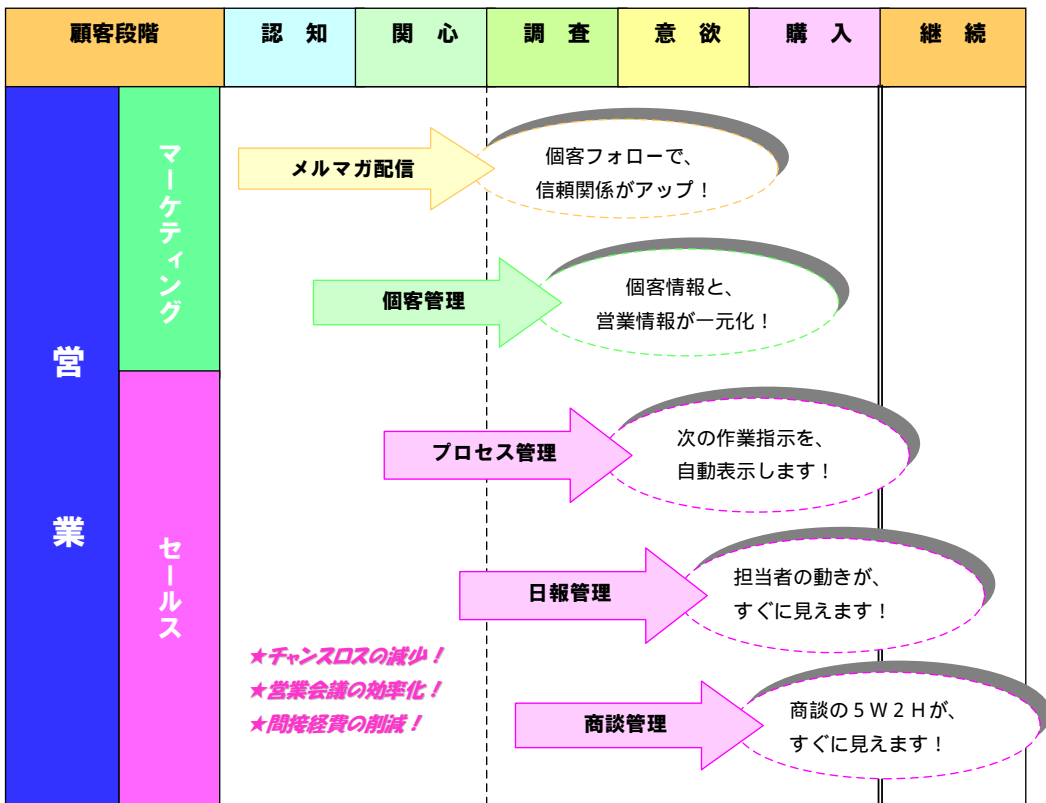 顧客段階
認 知
関 心
調 査
意 欲
購 入
継 続
営業
マーケティング
メルマガ配信
個客フォローで、
信頼関係がアップ！
個客管理
個客情報と、
営業情報が一元化！
セールス
プロセス管理
次の作業指示を、
自動表示します！
日報管理
担当者の動きが、
すぐに見えます！
★チャンスロスの減少！
★営業会議の効率化！
★間接経費の削減！
商談管理
商談の５Ｗ２Ｈが、
すぐに見えます！